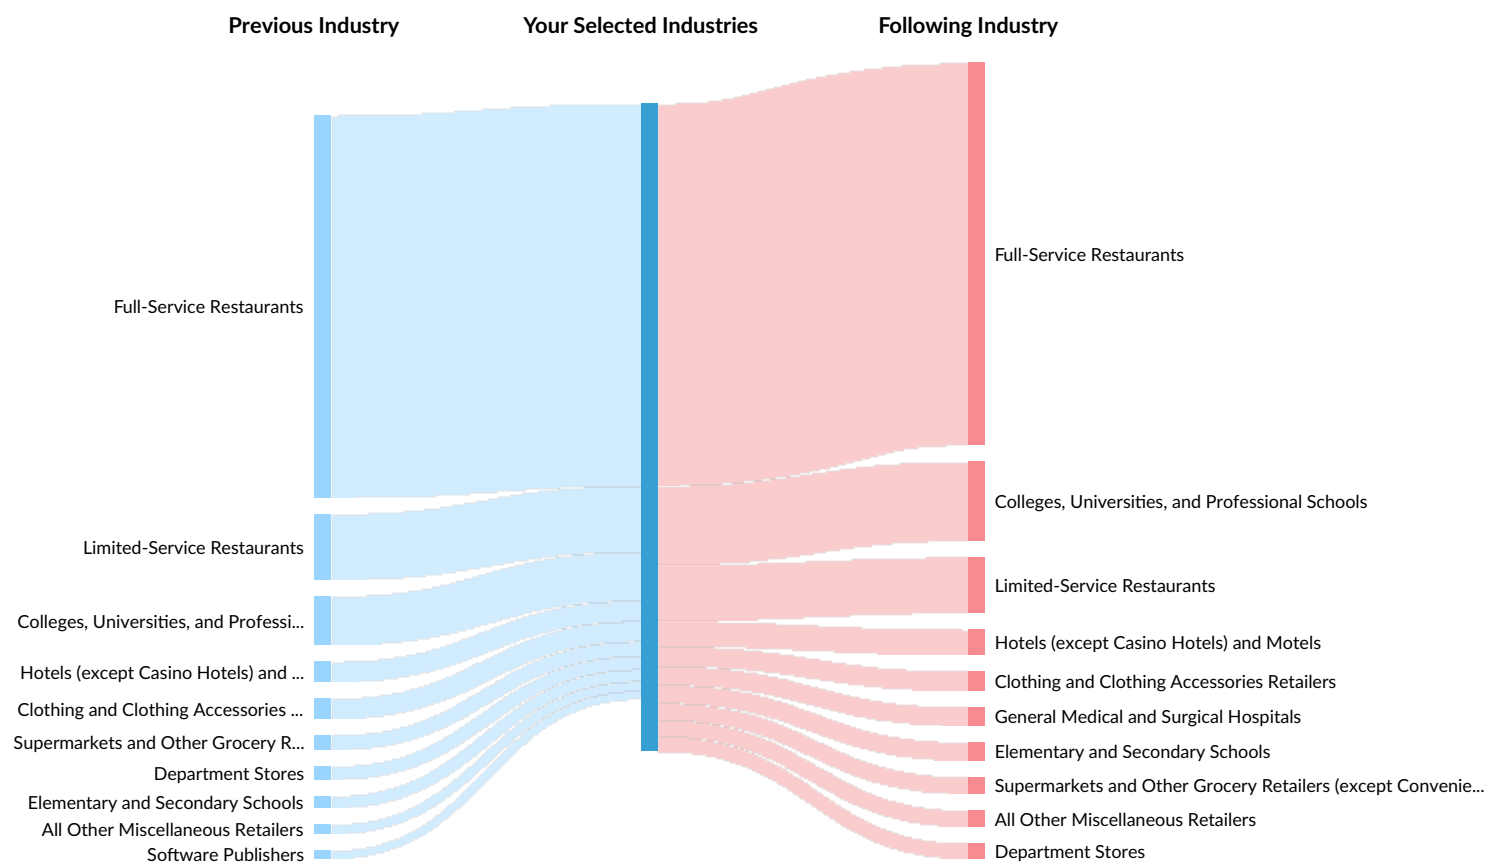 Previous Industry
Your Selected Industries
Following Industry
Full-Service Restaurants
Limited-Service Restaurants
Colleges, Universities, and Professi...
Hotels (except Casino Hotels) and ...
Clothing and Clothing Accessories ...
Supermarkets and Other Grocery R...
Department Stores
Elementary and Secondary Schools
All Other Miscellaneous Retailers
Software Publishers
Full-Service Restaurants
Colleges, Universities, and Professional Schools
Limited-Service Restaurants
Hotels (except Casino Hotels) and Motels
Clothing and Clothing Accessories Retailers
General Medical and Surgical Hospitals
Elementary and Secondary Schools
Supermarkets and Other Grocery Retailers (except Convenie...
All Other Miscellaneous Retailers
Department Stores